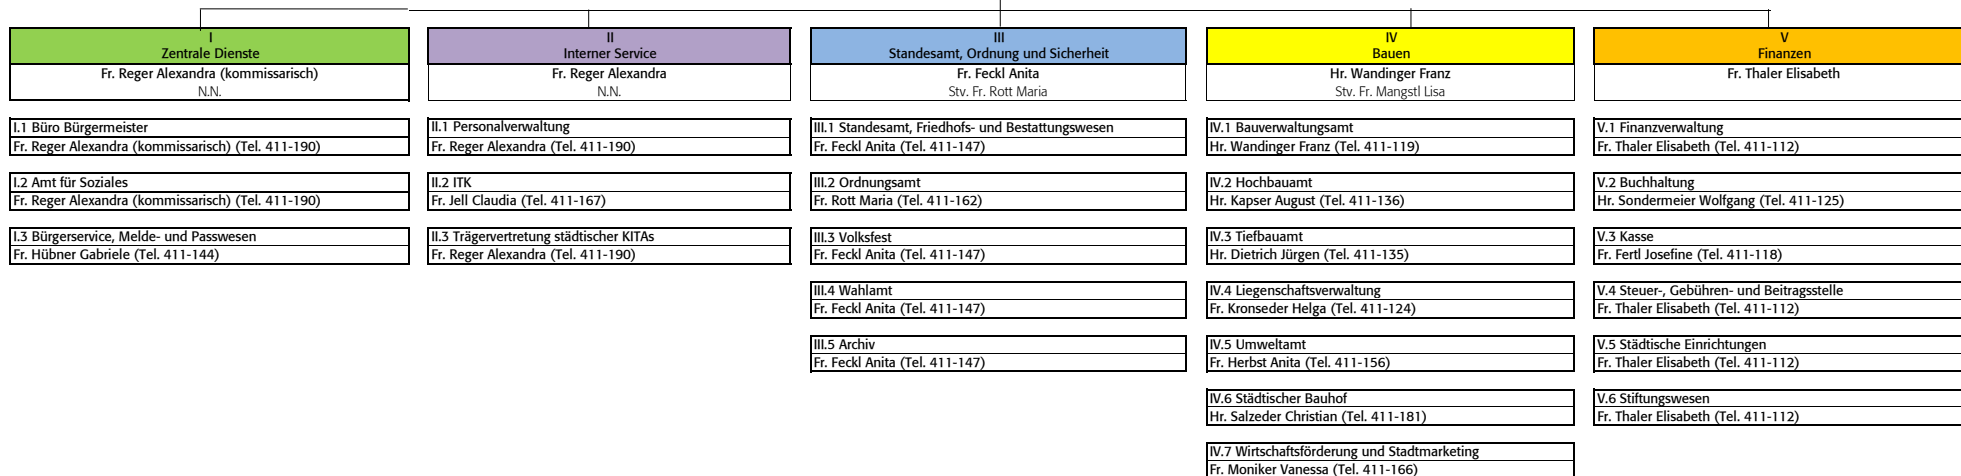 I
Zentrale Dienste
Fr. Reger Alexandra (kommissarisch)
N.N.
I.1 Büro Bürgermeister
Fr. Reger Alexandra (kommissarisch) (Tel. 411-190)
I.2 Amt für Soziales
Fr. Reger Alexandra (kommissarisch) (Tel. 411-190)
I.3 Bürgerservice, Melde- und Passwesen
Fr. Hübner Gabriele (Tel. 411-144)
II
Interner Service
Fr. Reger Alexandra
N.N.
II.1 Personalverwaltung
Fr. Reger Alexandra (Tel. 411-190)
II.2 ITK
Fr. Jell Claudia (Tel. 411-167)
II.3 Trägervertretung städtischer KITAs
Fr. Reger Alexandra (Tel. 411-190)
III
Standesamt, Ordnung und Sicherheit
Fr. Feckl Anita
Stv. Fr. Rott Maria
III.1 Standesamt, Friedhofs- und Bestattungswesen
Fr. Feckl Anita (Tel. 411-147)
III.2 Ordnungsamt
Fr. Rott Maria (Tel. 411-162)
III.3 Volksfest
Fr. Feckl Anita (Tel. 411-147)
III.4 Wahlamt
Fr. Feckl Anita (Tel. 411-147)
III.5 Archiv
Fr. Feckl Anita (Tel. 411-147)
IV
Bauen
Hr. Wandinger Franz
Stv. Fr. Mangstl Lisa
IV.1 Bauverwaltungsamt
Hr. Wandinger Franz (Tel. 411-119)
IV.2 Hochbauamt
Hr. Kapser August (Tel. 411-136)
IV.3 Tiefbauamt
Hr. Dietrich Jürgen (Tel. 411-135)
IV.4 Liegenschaftsverwaltung
Fr. Kronseder Helga (Tel. 411-124)
IV.5 Umweltamt
Fr. Herbst Anita (Tel. 411-156)
IV.6 Städtischer Bauhof
Hr. Salzeder Christian (Tel. 411-181)
IV.7 Wirtschaftsförderung und Stadtmarketing
Fr. Moniker Vanessa (Tel. 411-166)
V
Finanzen
Fr. Thaler Elisabeth
V.1 Finanzverwaltung
Fr. Thaler Elisabeth (Tel. 411-112)
V.2 Buchhaltung
Hr. Sondermeier Wolfgang (Tel. 411-125)
V.3 Kasse
Fr. Fertl Josefine (Tel. 411-118)
V.4 Steuer-, Gebühren- und Beitragsstelle
Fr. Thaler Elisabeth (Tel. 411-112)
V.5 Städtische Einrichtungen
Fr. Thaler Elisabeth (Tel. 411-112)
V.6 Stiftungswesen
Fr. Thaler Elisabeth (Tel. 411-112)